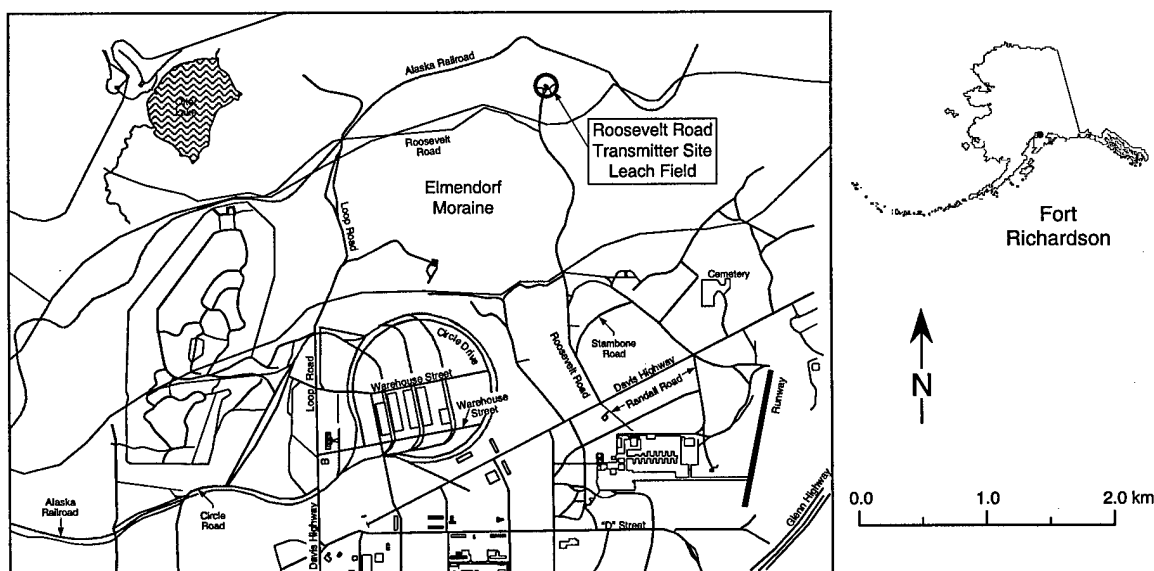 Alaska Railroad
Roosevelt
Road
Roosevelt Road
Transmitter Site
Leach Field
Elmendorf
Moraine
Loop Road
Cemetery
Fort
Richardson
Circle Drive
Stambone
Road
Roosevelt Road
Davis Highway
Randall Road
Runway
Warehouse Street
Warehouse
Street
Loop Road
N
Alaska
Railroad
Circle
Road
Davis Highway
"D" Street
Glenn Highway
0.0 1.0 2.0 km